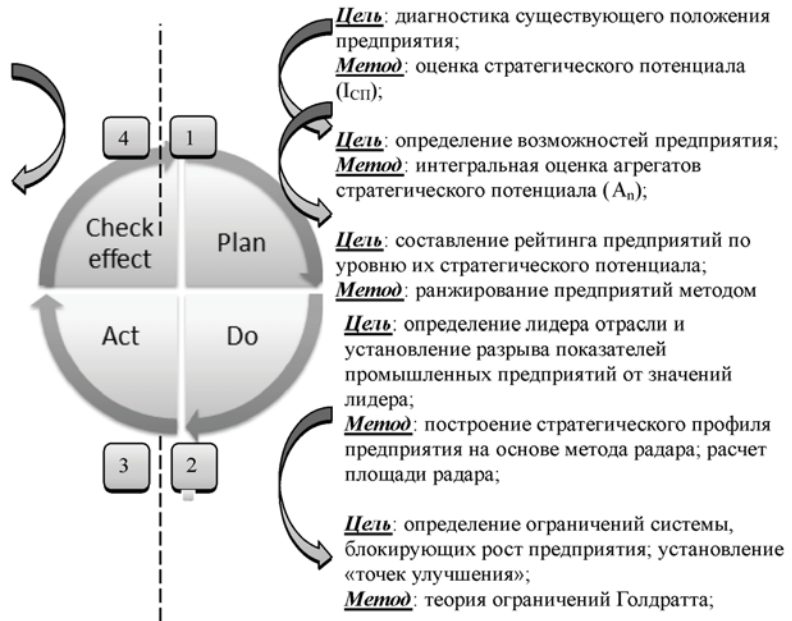 Цель: диагностика существующего положения
предприятия;
Метод: оценка стратегического потенциала
(IСП);
4
1
Цель: определение возможностей предприятия;
Метод: интегральная оценка агрегатов
стратегического потенциала (An);
Check
effect
Plan
Цель: составление рейтинга предприятий по
уровню их стратегического потенциала;
Метод: ранжирование предприятий методом
Act
Do
Цель: определение лидера отрасли и
установление разрыва показателей
промышленных предприятий от значений
лидера;
Метод: построение стратегического профиля
предприятия на основе метода радара; расчет
площади радара;
3
2
Цель: определение ограничений системы,
блокирующих рост предприятия; установление
«точек улучшения»;
Метод: теория ограничений Голдратта;